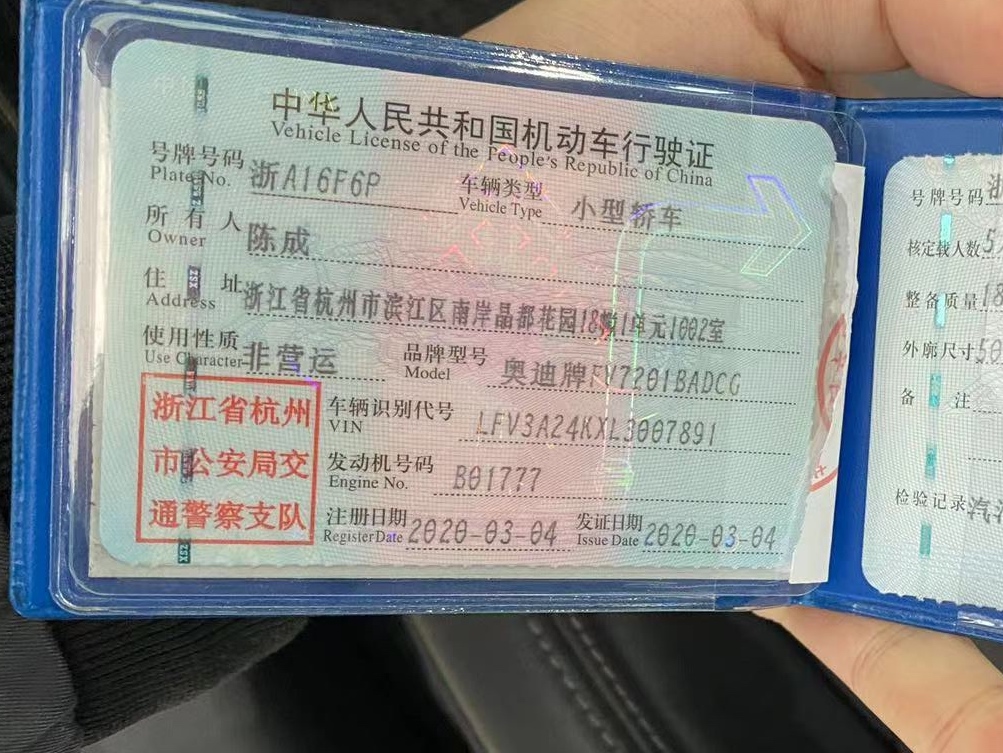 中华人民共和国机动车行驶证
Vehicle License of the People's Republic of China
号牌号码 浙A16F6P 车辆类型 小型轿车
Plate No. Vehicle Type
所有人 陈成
Owner
住址 浙江省杭州市滨江区南岸晶都花园18幢1单元1002室
Address
使用性质 非营运 品牌型号 奥迪牌FV7201BADCG
Use Character Model
浙江省杭州
市公安局交
通警察支队
车辆识别代号 LFV3A24KXL3007891
VIN
发动机号码 B01777
Engine No.
注册日期 2020-03-04 发证日期 2020-03-04
Register Date Issue Date
号牌号码
核定载人数 5
整备质量
外廓尺寸
备注
检验记录